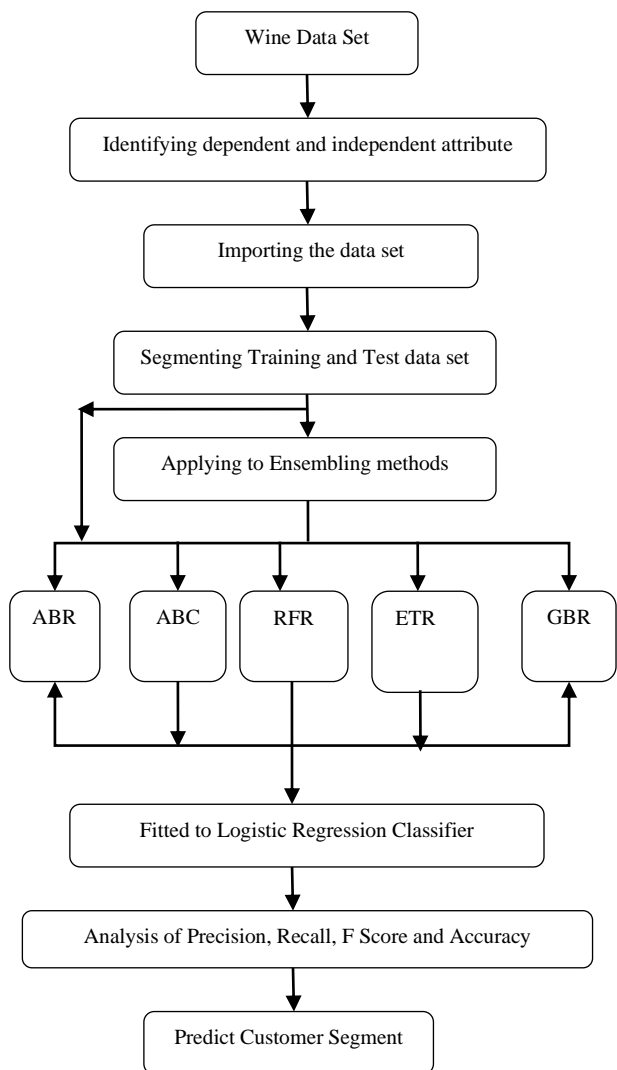 Wine Data Set
Identifying dependent and independent attribute
Importing the data set
Segmenting Training and Test data set
Applying to Ensembling methods
ABR
ABC
RFR
ETR
GBR
Fitted to Logistic Regression Classifier
Analysis of Precision, Recall, F Score and Accuracy
Predict Customer Segment